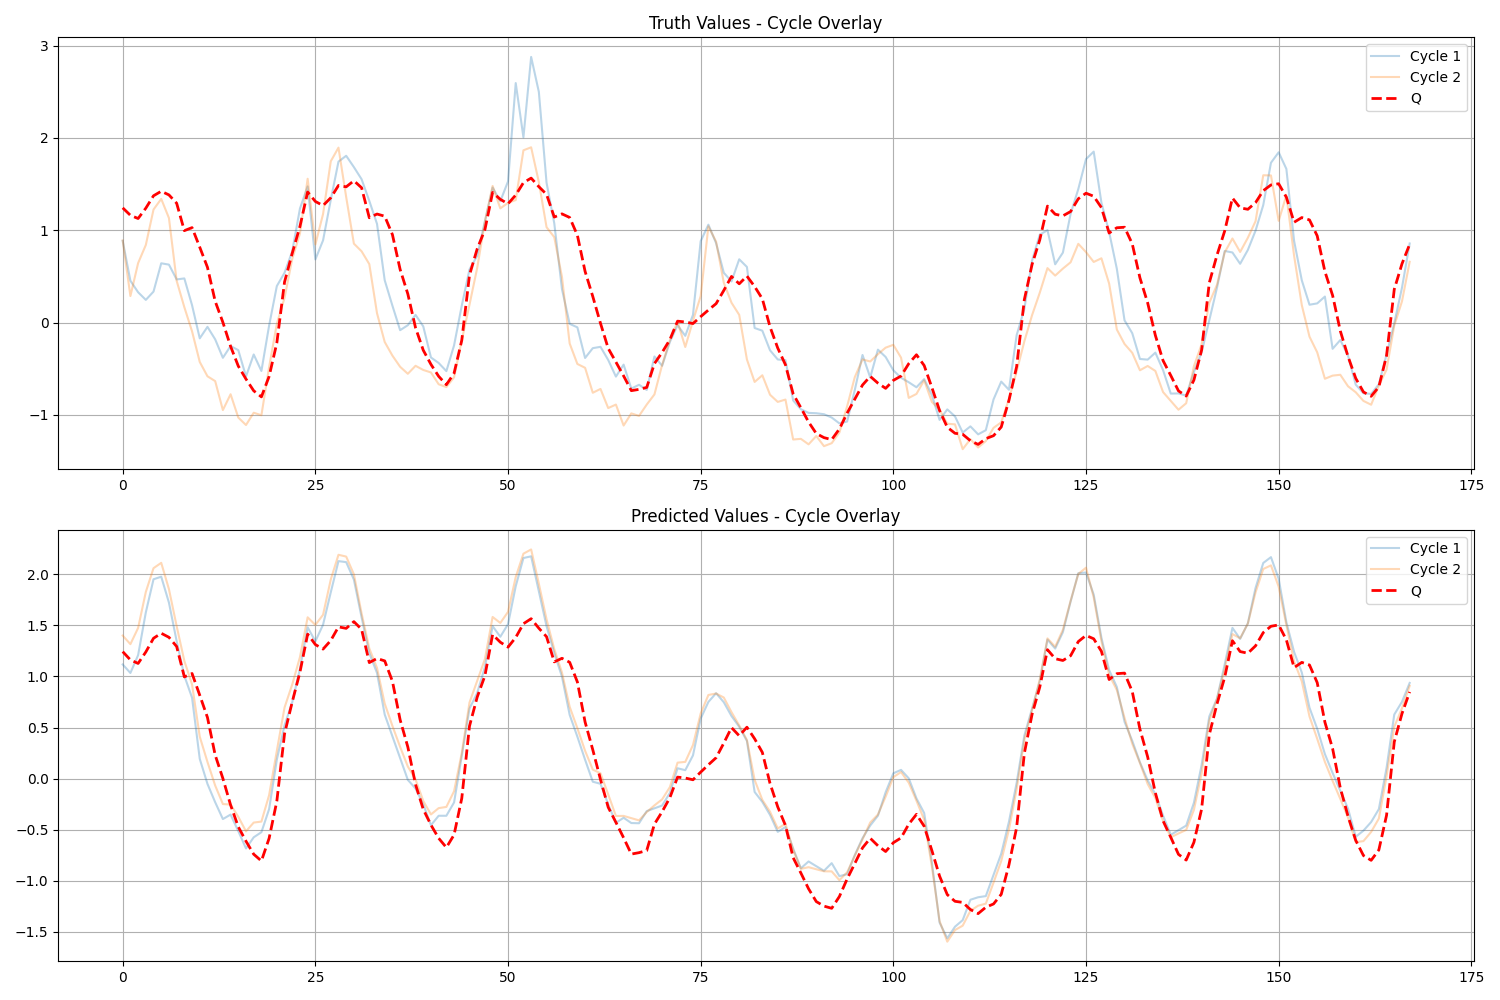 Truth Values - Cycle Overlay
3
2
1
0
−1
Cycle 1
Cycle 2
Q
0 25 50 75 100 125 150 175
Predicted Values - Cycle Overlay
2.0
1.5
1.0
0.5
0.0
−0.5
−1.0
−1.5
Cycle 1
Cycle 2
Q
0 25 50 75 100 125 150 175